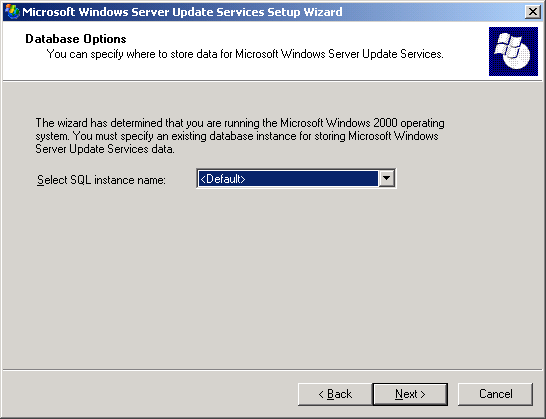 Microsoft Windows Server Update Services Setup Wizard
Database Options
You can specify where to store data for Microsoft Windows Server Update Services.
The wizard has determined that you are running the Microsoft Windows 2000 operating
system. You must specify an existing database instance for storing Microsoft Windows
Server Update Services data.
Select SQL instance name: <Default>
< Back Next > Cancel